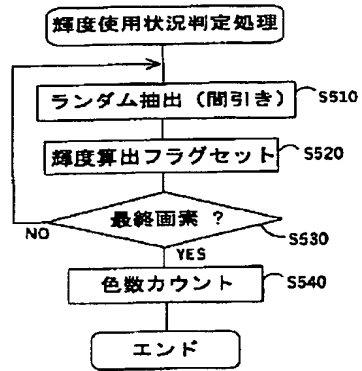 輝度使用状況判定処理
ランダム抽出（間引き）
S510
輝度算出フラグセット
S520
最終画素 ?
S530
NO
YES
色数カウント
S540
エンド